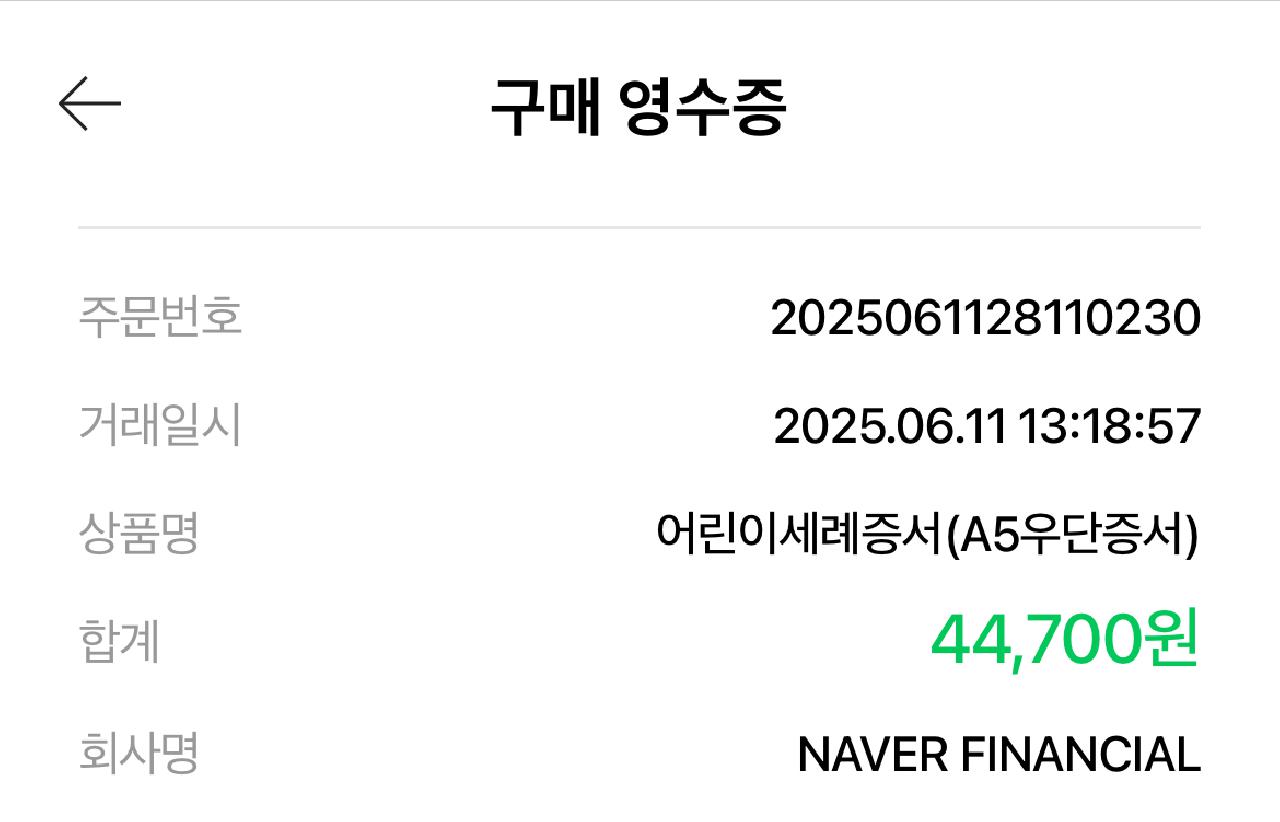 구매 영수증
주문번호 2025061128110230
거래일시 2025.06.11 13:18:57
상품명 어린이세례증서(A5우단증서)
합계 44,700원
회사명 NAVER FINANCIAL